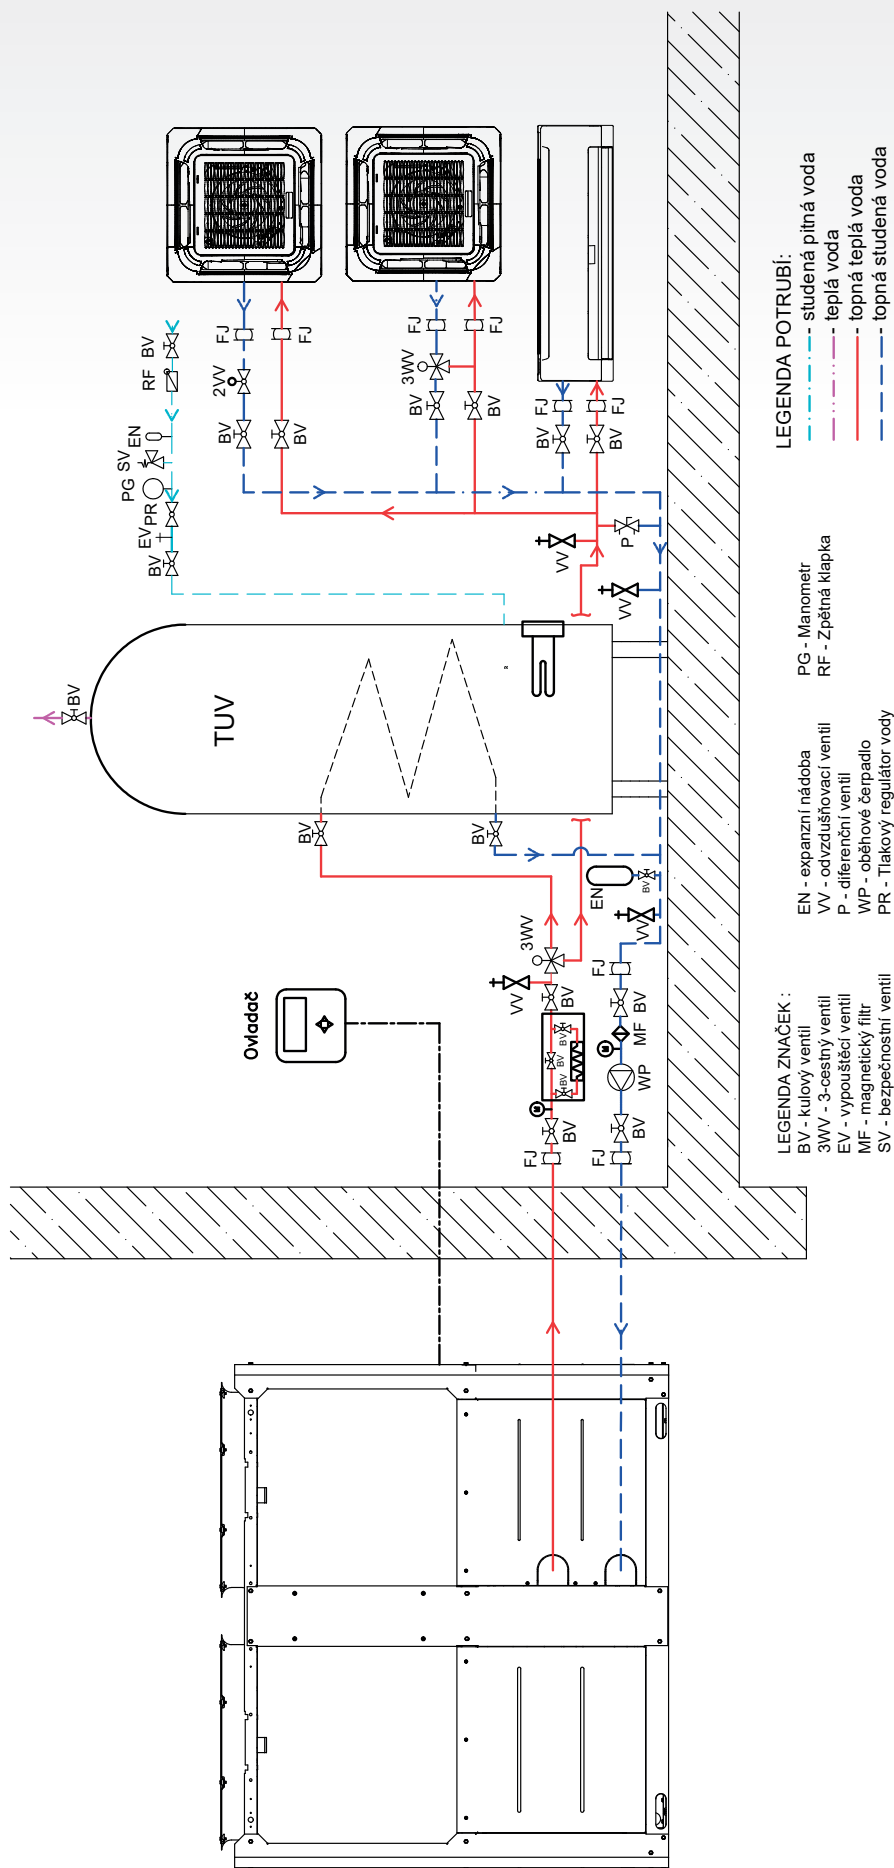 BV
TUV
BV
BV
PG
SV
EN
RF
BV
BV
EV
PR
2VV
BV
FJ
BV
FJ
3WV
BV
FJ
BV
FJ
BV
FJ
BV
FJ
VV
P
VV
Ovladač
3WV
VV
BV
BV
BV
BV
M
BV
FJ
EN
BV
VV
FJ
BV
MF
M
WP
BV
FJ
LEGENDA POTRUBÍ:
- studená pitná voda
- teplá voda
- topná teplá voda
- topná studená voda
LEGENDA ZNAČEK :
BV - kulový ventil
3WV - 3-cestný ventil
EV - vypouštěcí ventil
MF - magnetický filtr
SV - bezpečnostní ventil
EN - expanzní nádoba
VV - odvzdušňovací ventil
P - diferenční ventil
WP - oběhové čerpadlo
PR - Tlakový regulátor vody
PG - Manometr
RF - Zpětná klapka